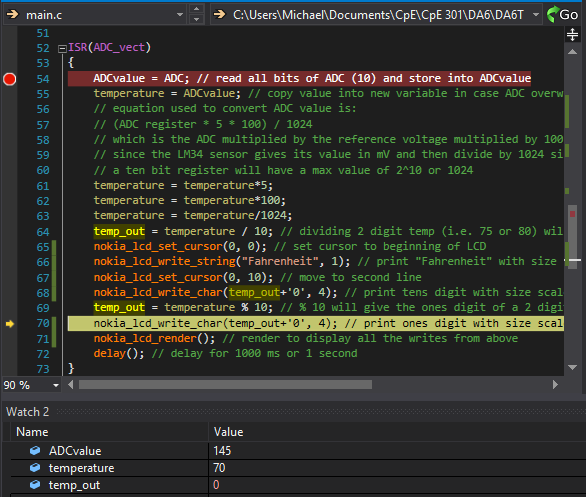 main.c
C:\Users\Michael\Documents\CpE\CpE 301\DA6\DA6T
Go
51
52 ISR(ADC_vect)
53 {
54 ADCvalue = ADC; // read all bits of ADC (10) and store into ADCvalue
55 temperature = ADCvalue; // copy value into new variable in case ADC overw
56 // equation used to convert ADC value is:
57 // (ADC register * 5 * 100) / 1024
58 // which is the ADC multiplied by the reference voltage multiplied by 100
59 // since the LM34 sensor gives its value in mV and then divide by 1024 si
60 // a ten bit register will have a max value of 2^10 or 1024
61 temperature = temperature*5;
62 temperature = temperature*100;
63 temperature = temperature/1024;
64 temp_out = temperature / 10; // dividing 2 digit temp (i.e. 75 or 80) wil
65 nokia_lcd_set_cursor(0, 0); // set cursor to beginning of LCD
66 nokia_lcd_write_string("Fahrenheit", 1); // print "Fahrenheit" with size
67 nokia_lcd_set_cursor(0, 10); // move to second line
68 nokia_lcd_write_char(temp_out+'0', 4); // print tens digit with size scal
69 temp_out = temperature % 10; // % 10 will give the ones digit of a 2 digi
70 nokia_lcd_write_char(temp_out+'0', 4); // print ones digit with size scal
71 nokia_lcd_render(); // render to display all the writes from above
72 delay(); // delay for 1000 ms or 1 second
73 }
90 %
Watch 2
Name Value
ADCvalue 145
temperature 70
temp_out 0